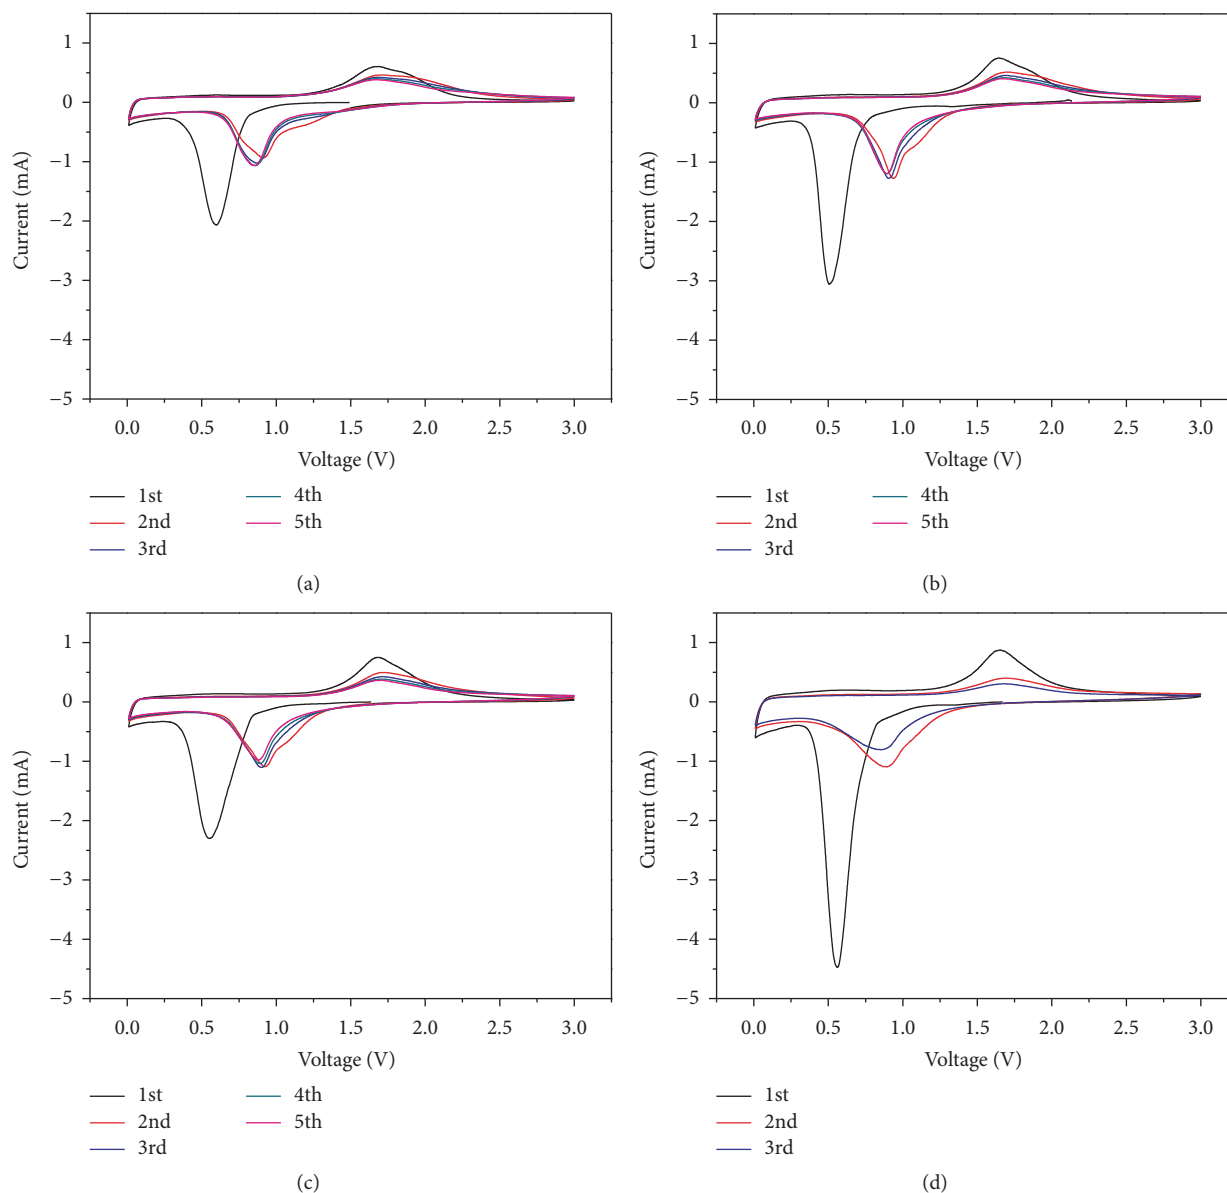 1
0
−1
−2
−3
−4
−5
Current (mA)
0.0 0.5 1.0 1.5 2.0 2.5 3.0
Voltage (V)
1st 4th
2nd 5th
3rd
(a)
1
0
−1
−2
−3
−4
−5
Current (mA)
0.0 0.5 1.0 1.5 2.0 2.5 3.0
Voltage (V)
1st 4th
2nd 5th
3rd
(b)
1
0
−1
−2
−3
−4
−5
Current (mA)
0.0 0.5 1.0 1.5 2.0 2.5 3.0
Voltage (V)
1st 4th
2nd 5th
3rd
(c)
1
0
−1
−2
−3
−4
−5
Current (mA)
0.0 0.5 1.0 1.5 2.0 2.5 3.0
Voltage (V)
1st
2nd
3rd
(d)